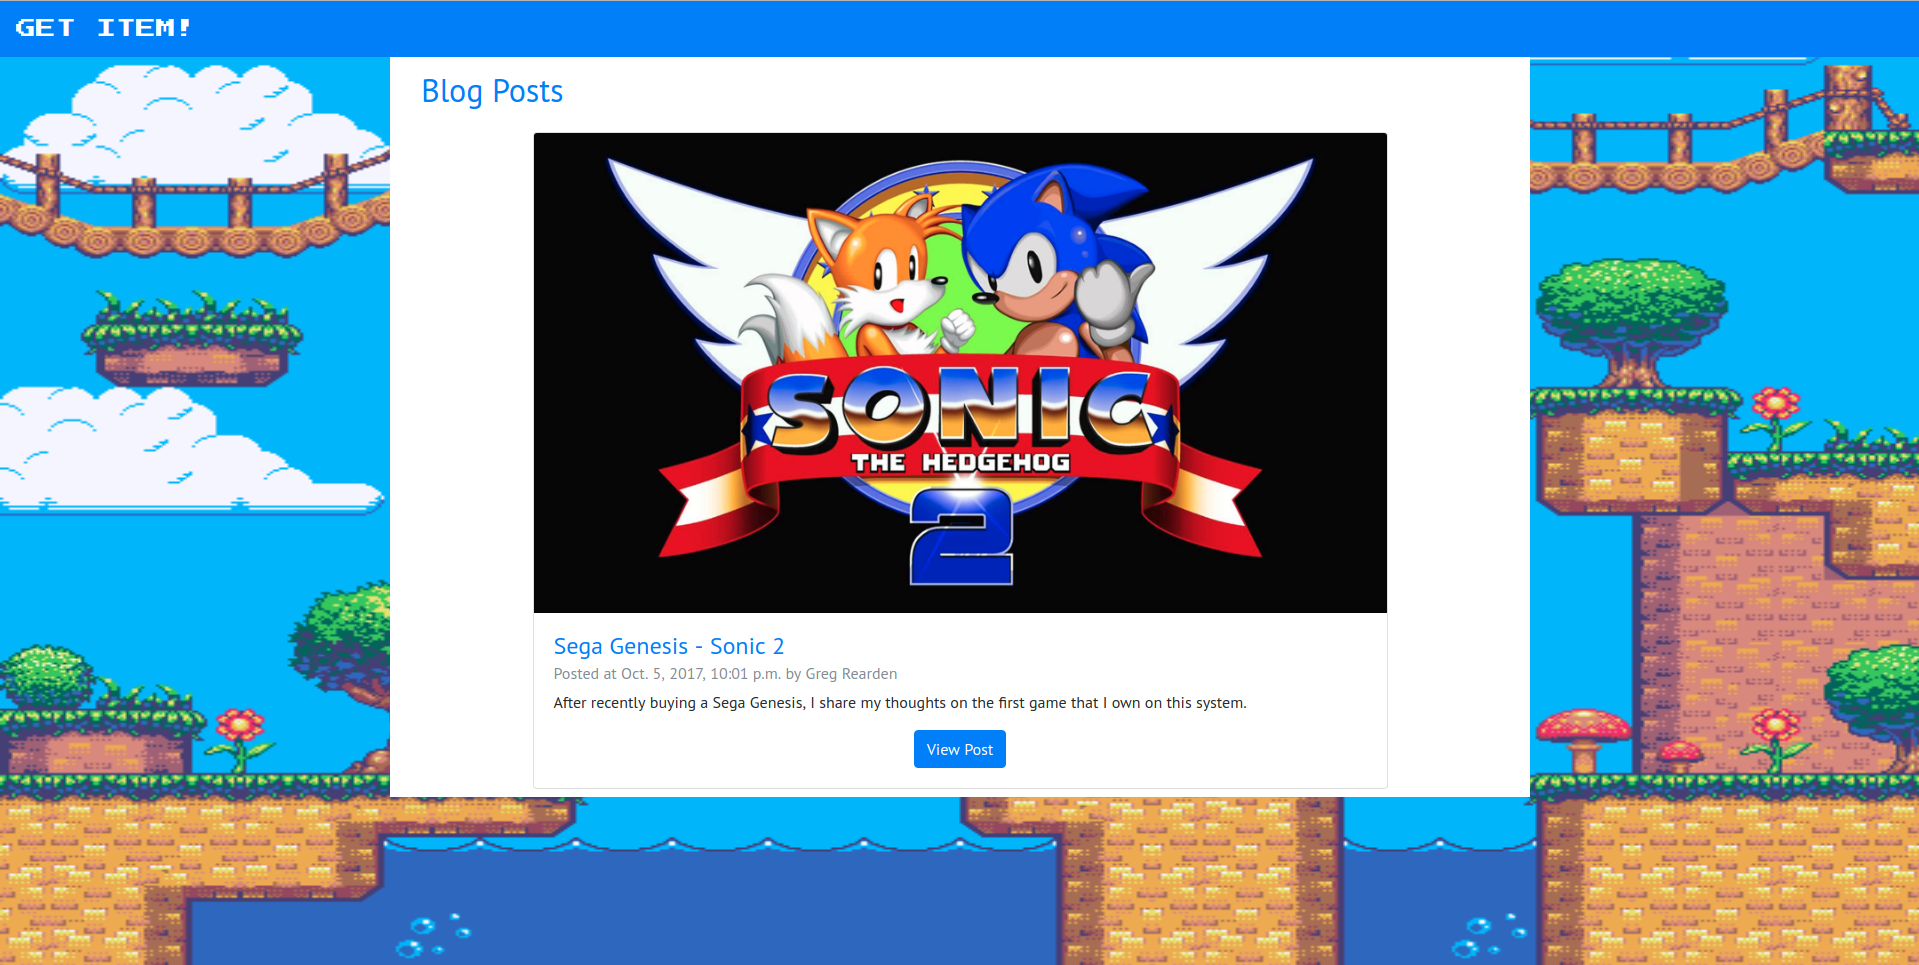 GET ITEM!
Blog Posts
SONIC
THE HEDGEHOG
2
Sega Genesis - Sonic 2
Posted at Oct. 5, 2017, 10:01 p.m. by Greg Rearden
After recently buying a Sega Genesis, I share my thoughts on the first game that I own on this system.
View Post